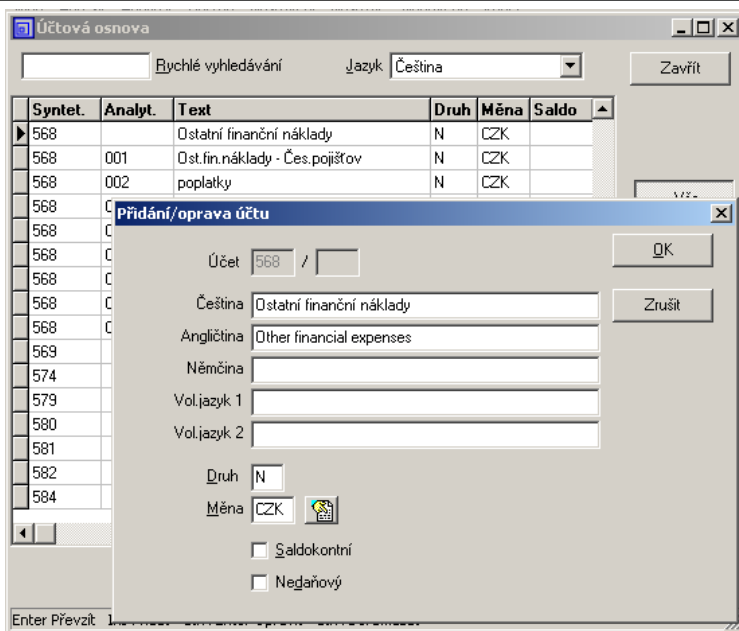 Účtová osnova
Rychlé vyhledávání Jazyk Čeština Zavřít
Syntet. Analyt. Text Druh Měna Saldo
568 Ostatní finanční náklady N CZK
568 001 Ost.fin.náklady - Čes.pojišťov N CZK
568 002 poplatky N CZK
568
568
568
568
568
568
569
574
579
580
581
582
584
Přidání/oprava účtu
Účet 568 / OK
Čeština Ostatní finanční náklady Zrušit
Angličtina Other financial expenses
Němčina
Vol.jazyk 1
Vol.jazyk 2
Druh N
Měna CZK
Saldokontní
Nedaňový
Enter Převzít